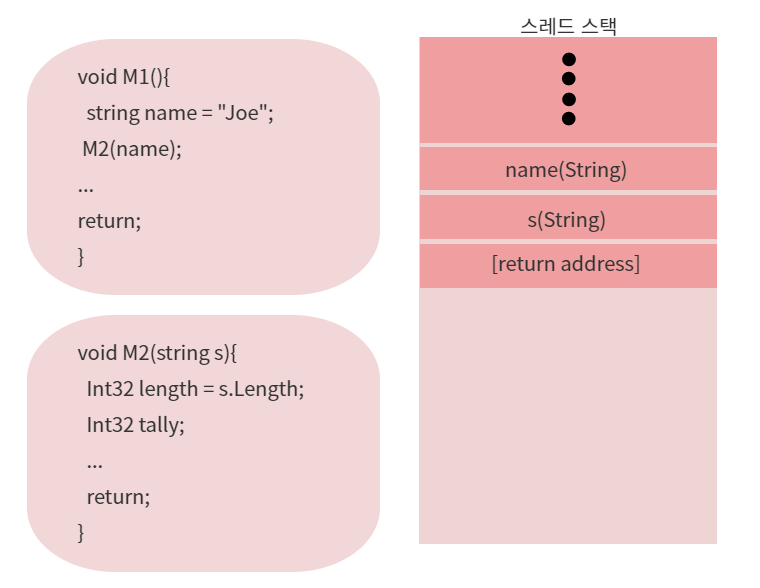 void M1(){
string name = "Joe";
M2(name);
...
return;
}
void M2(string s){
Int32 length = s.Length;
Int32 tally;
...
return;
}
스레드 스택
name(String)
s(String)
[return address]